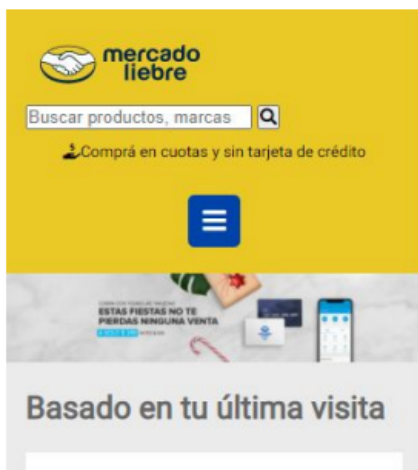 mercado
liebre
Buscar productos, marcas
Comprá en cuotas y sin tarjeta de crédito
ESTAS FIESTAS NO TE
PIERDAS NINGUNA VENTA
Basado en tu última visita